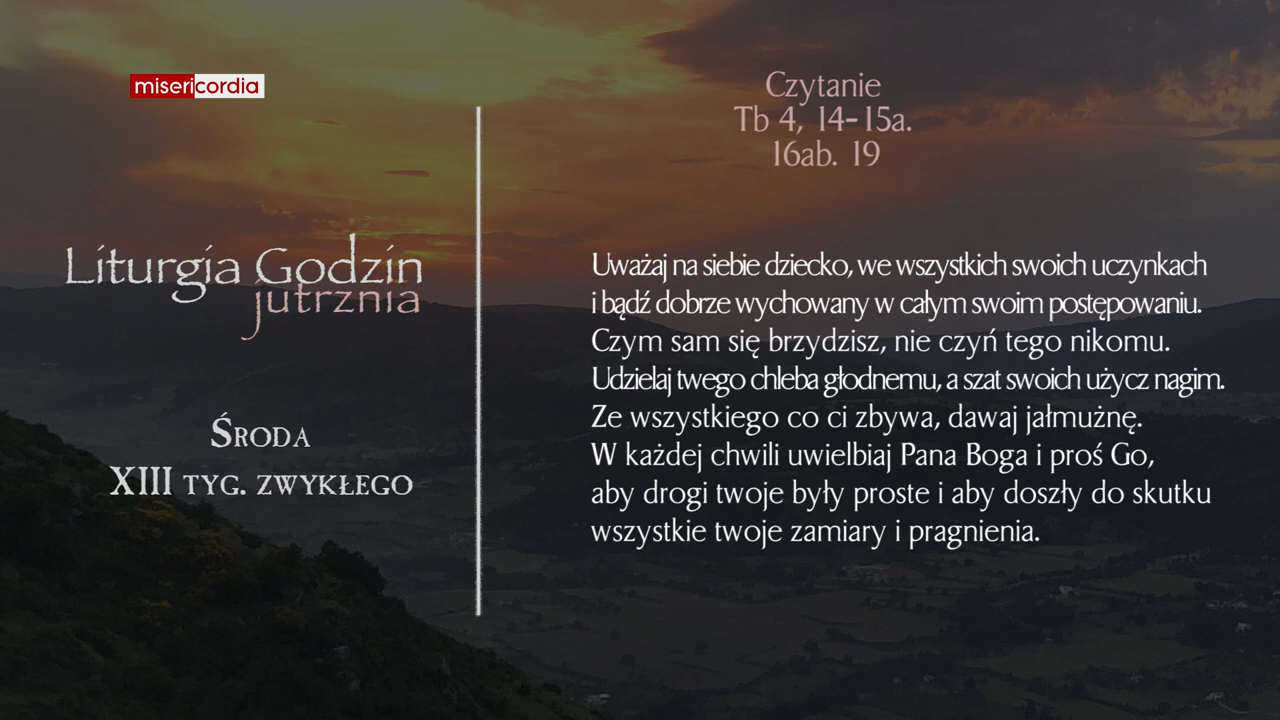 misericordia
Liturgia Godzin
jutrznia
Środa
XIII tyg. zwykłego
Czytanie
Tb 4, 14-15a.
16ab. 19
Uważaj na siebie dziecko, we wszystkich swoich uczynkach
i bądź dobrze wychowany w całym swoim postępowaniu.
Czym sam się brzydzisz, nie czyń tego nikomu.
Udzielaj twego chleba głodnemu, a szat swoich użycz nagim.
Ze wszystkiego co ci zbywa, dawaj jałmużnę.
W każdej chwili uwielbiaj Pana Boga i proś Go,
aby drogi twoje były proste i aby doszły do skutku
wszystkie twoje zamiary i pragnienia.